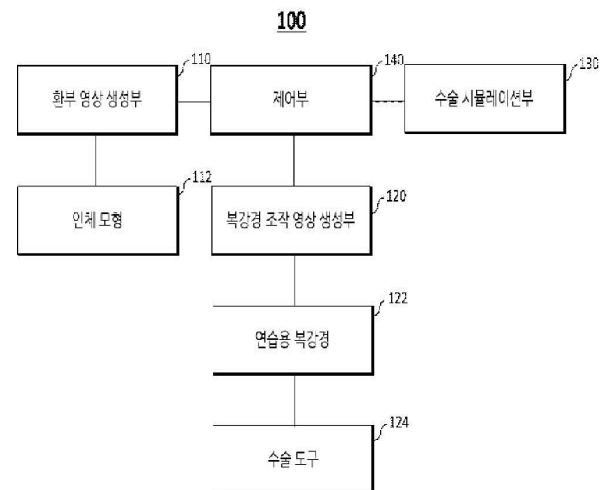 100
110
140
130
환부 영상 생성부
제어부
수술 시뮬레이션부
112
120
인체 모형
복강경 조작 영상 생성부
122
연습용 복강경
124
수술 도구